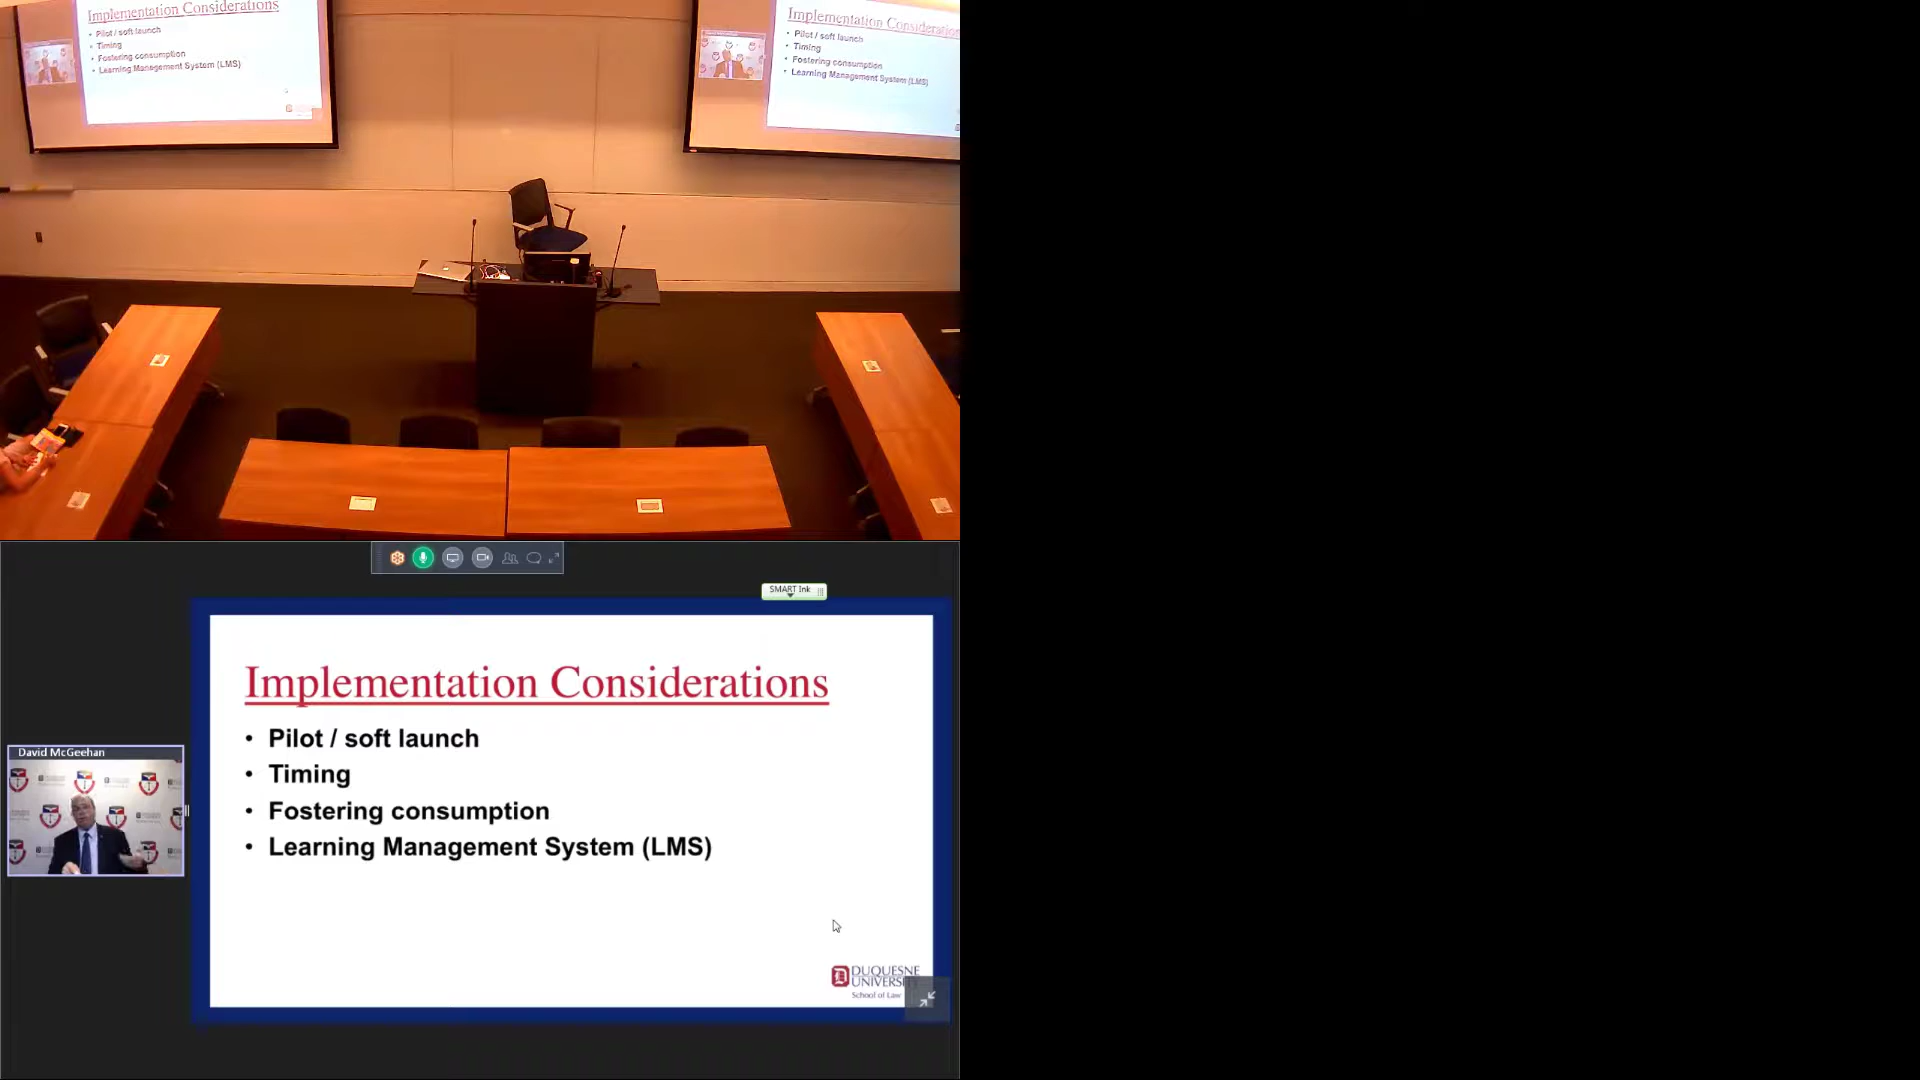 Implementation Considerations
• Pilot / soft launch
• Timing
• Fostering consumption
• Learning Management System (LMS)
Implementation Considerations
• Pilot / soft launch
• Timing
• Fostering consumption
• Learning Management System (LMS)
SMART Ink
Implementation Considerations
• Pilot / soft launch
• Timing
• Fostering consumption
• Learning Management System (LMS)
David McGeehan
DUQUESNE
UNIVERSITY
School of Law